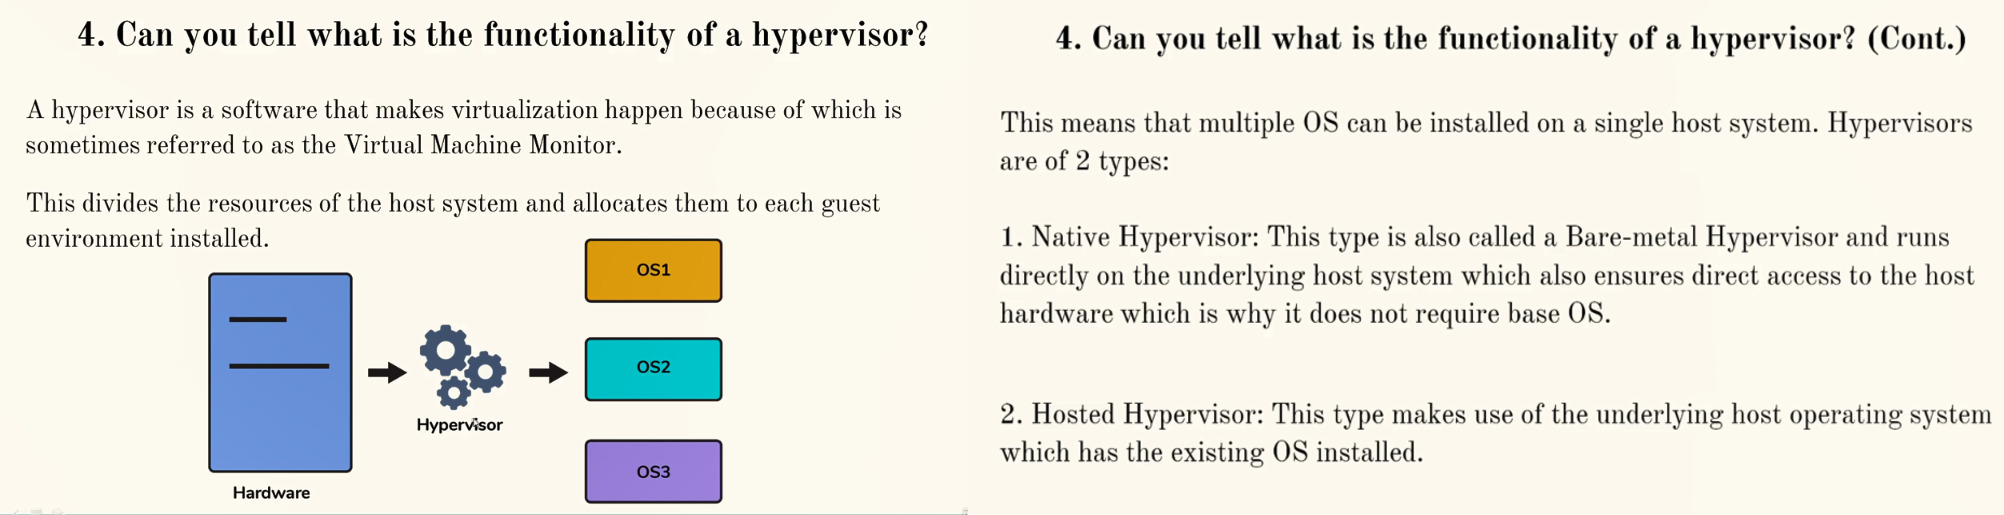 4. Can you tell what is the functionality of a hypervisor?
A hypervisor is a software that makes virtualization happen because of which is
sometimes referred to as the Virtual Machine Monitor.
This divides the resources of the host system and allocates them to each guest
environment installed.
OS1
OS2
OS3
Hypervisor
Hardware
4. Can you tell what is the functionality of a hypervisor? (Cont.)
This means that multiple OS can be installed on a single host system. Hypervisors
are of 2 types:
1. Native Hypervisor: This type is also called a Bare-metal Hypervisor and runs
directly on the underlying host system which also ensures direct access to the host
hardware which is why it does not require base OS.
2. Hosted Hypervisor: This type makes use of the underlying host operating system
which has the existing OS installed.